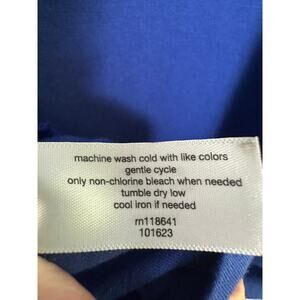 machine wash cold with like colors
gentle cycle
only non-chlorine bleach when needed
tumble dry low
cool iron if needed
rn118641
101623